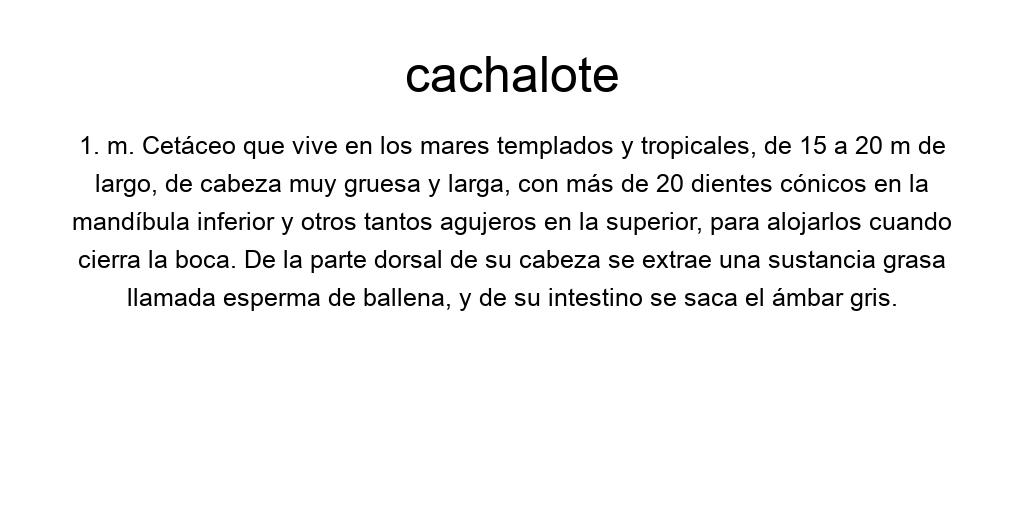 cachalote
1. m. Cetáceo que vive en los mares templados y tropicales, de 15 a 20 m de
largo, de cabeza muy gruesa y larga, con más de 20 dientes cónicos en la
mandíbula inferior y otros tantos agujeros en la superior, para alojarlos cuando
cierra la boca. De la parte dorsal de su cabeza se extrae una sustancia grasa
llamada esperma de ballena, y de su intestino se saca el ámbar gris.